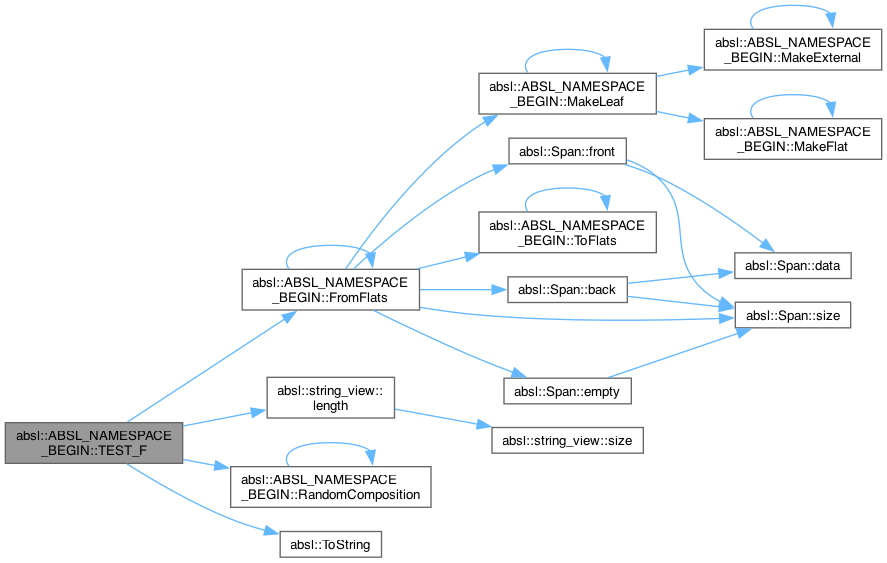 absl::ABSL_NAMESPACE
_BEGIN::MakeExternal
absl::ABSL_NAMESPACE
_BEGIN::MakeLeaf
absl::ABSL_NAMESPACE
_BEGIN::MakeFlat
absl::Span::front
absl::ABSL_NAMESPACE
_BEGIN::ToFlats
absl::Span::data
absl::ABSL_NAMESPACE
_BEGIN::FromFlats
absl::Span::back
absl::Span::size
absl::Span::empty
absl::string_view::
length
absl::ABSL_NAMESPACE
_BEGIN::TEST_F
absl::string_view::size
absl::ABSL_NAMESPACE
_BEGIN::RandomComposition
absl::ToString